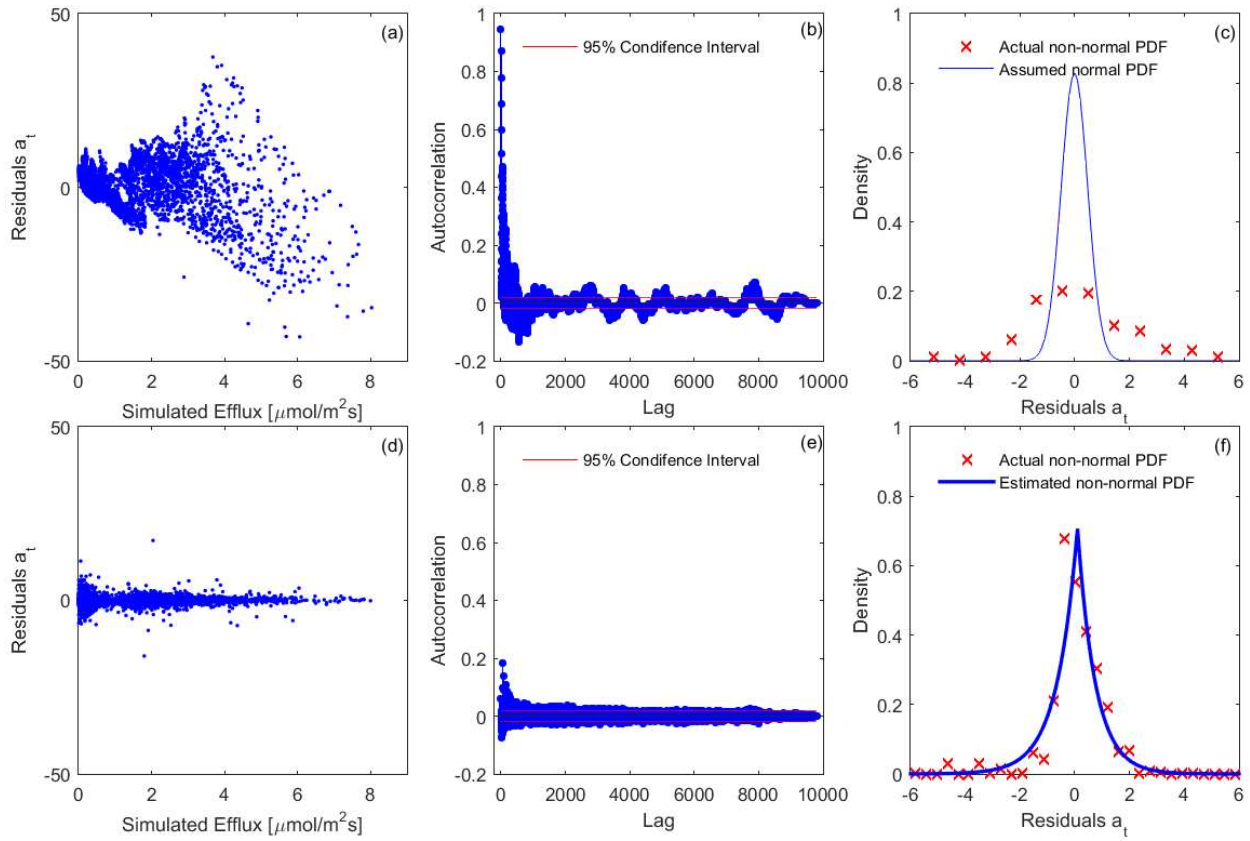 (a)
50
0
-50
Residuals a_t
0 2 4 6 8
Simulated Efflux [μmol/m²s]
(b)
95% Condifence Interval
1
0.8
0.6
0.4
0.2
0
-0.2
Autocorrelation
0 2000 4000 6000 8000 10000
Lag
(c)
Actual non-normal PDF
Assumed normal PDF
1
0.8
0.6
0.4
0.2
0
Density
-6 -4 -2 0 2 4 6
Residuals a_t
(d)
50
0
-50
Residuals a_t
0 2 4 6 8
Simulated Efflux [μmol/m²s]
(e)
95% Condifence Interval
1
0.8
0.6
0.4
0.2
0
-0.2
Autocorrelation
0 2000 4000 6000 8000 10000
Lag
(f)
Actual non-normal PDF
Estimated non-normal PDF
1
0.8
0.6
0.4
0.2
0
Density
-6 -4 -2 0 2 4 6
Residuals a_t